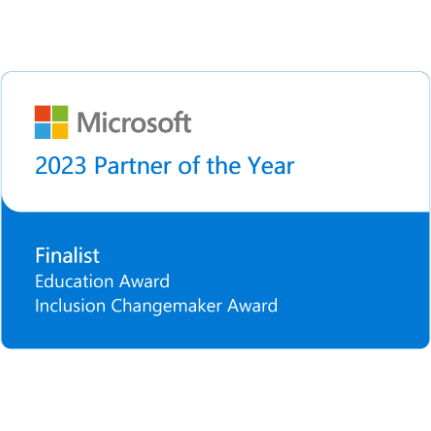 Microsoft
2023 Partner of the Year
Finalist
Education Award
Inclusion Changemaker Award